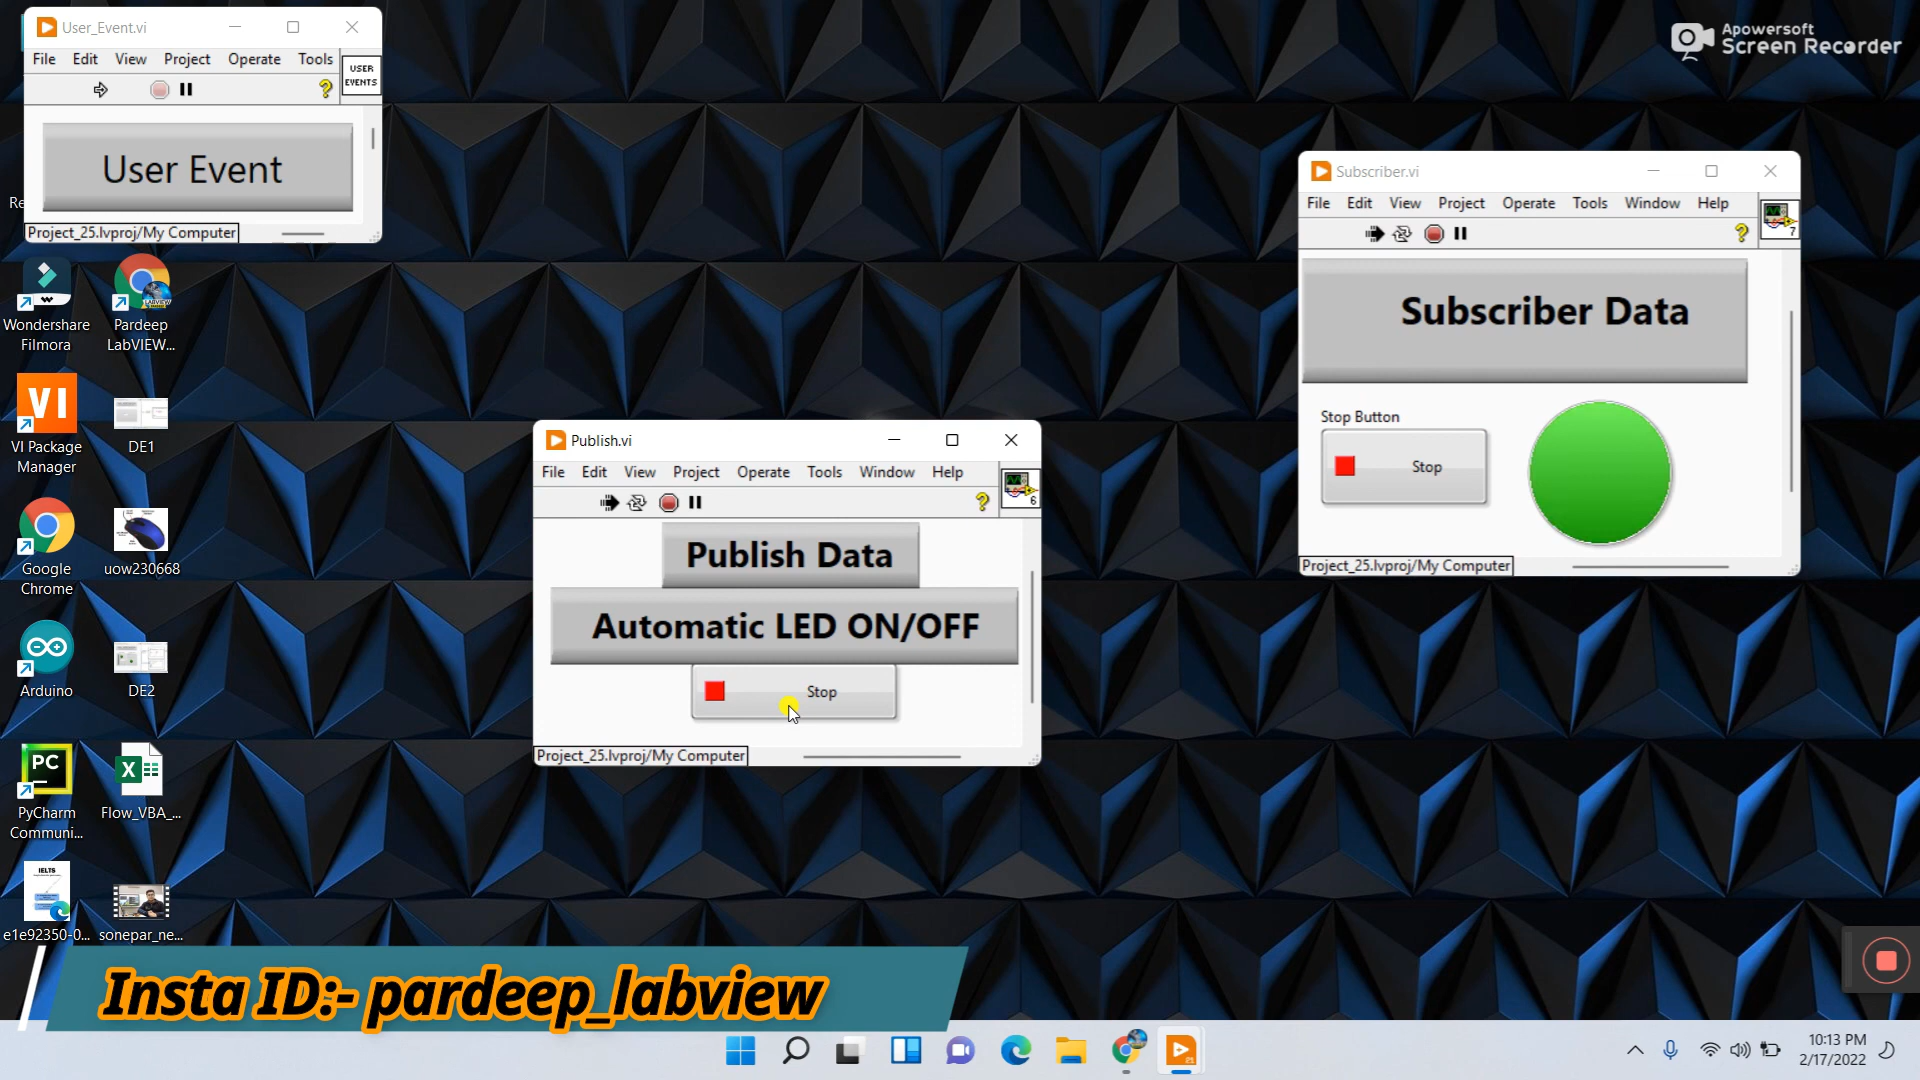 User_Event.vi
File Edit View Project Operate Tools
USER
EVENTS
User Event
Project_25.lvproj/My Computer
Apowersoft
Screen Recorder
Subscriber.vi
File Edit View Project Operate Tools Window Help
7
Subscriber Data
Stop Button
Stop
Project_25.lvproj/My Computer
Publish.vi
File Edit View Project Operate Tools Window Help
6
Publish Data
Automatic LED ON/OFF
Stop
Project_25.lvproj/My Computer
Re
Wondershare
Filmora
Pardeep
LabVIEW...
VI
VI Package
Manager
DE1
Google
Chrome
uow230668
Arduino
DE2
PC
PyCharm
Communi...
Flow_VBA_...
IELTS
e1e92350-0...
sonepar_ne...
Insta ID:- pardeep_labview
10:13 PM
2/17/2022